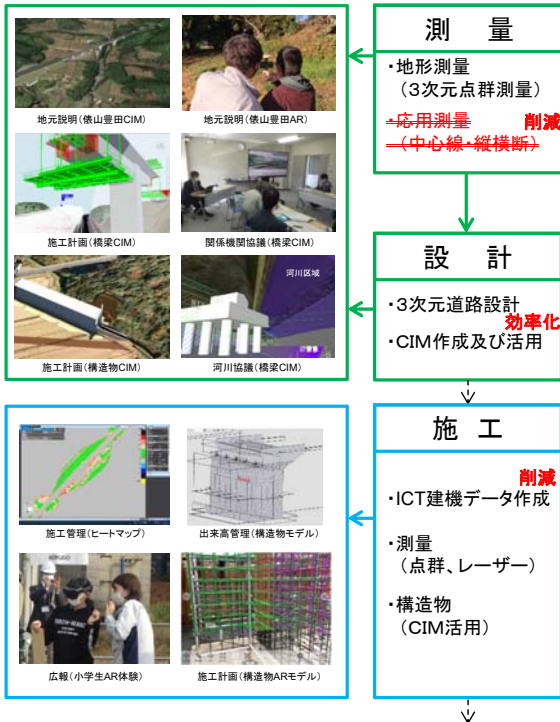 地元説明(俵山豊田CIM)
地元説明(俵山豊田AR)
施工計画(橋梁CIM)
関係機関協議(橋梁CIM)
河川区域
施工計画(構造物CIM)
河川協議(橋梁CIM)
測 量
・地形測量
(3次元点群測量)
・応用測量 削減
(中心線・縦横断)
設 計
・3次元道路設計
効率化
・CIM作成及び活用
施工管理(ヒートマップ)
出来高管理(構造物モデル)
広報(小学生AR体験)
施工計画(構造物ARモデル)
施 工
削減
・ICT建機データ作成
・測量
(点群、レーザー)
・構造物
(CIM活用)